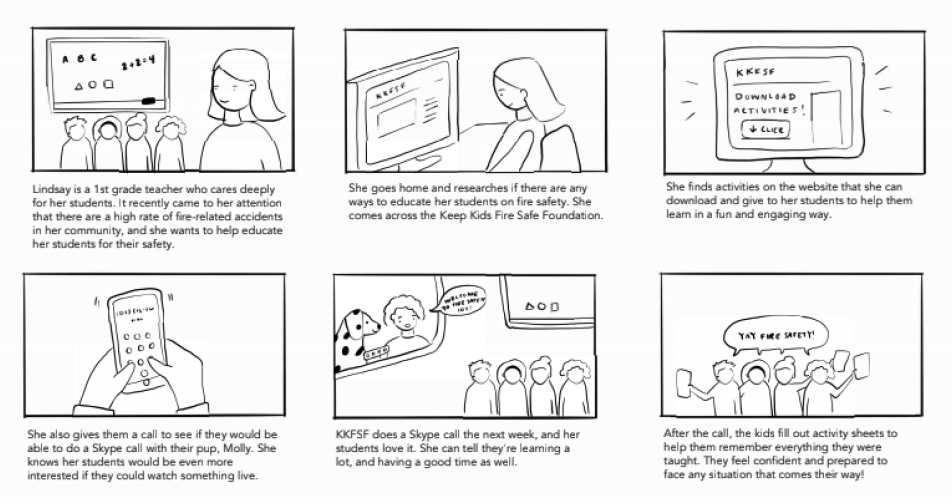 A B C
2+2=4
KKFSF
KKFSF
DOWNLOAD
ACTIVITIES!
CLICK
Lindsay is a 1st grade teacher who cares deeply
for her students. It recently came to her attention
that there are a high rate of fire-related accidents
in her community, and she wants to help educate
her students for their safety.
She goes home and researches if there are any
ways to educate her students on fire safety. She
comes across the Keep Kids Fire Safe Foundation.
She finds activities on the website that she can
download and give to her students to help them
learn in a fun and engaging way.
WELCOME
TO FIRE SAFETY
101!
YAY FIRE SAFETY!
She also gives them a call to see if they would be
able to do a Skype call with their pup, Molly. She
knows her students would be even more
interested if they could watch something live.
KKFSF does a Skype call the next week, and her
students love it. She can tell they're learning a
lot, and having a good time as well.
After the call, the kids fill out activity sheets to
help them remember everything they were
taught. They feel confident and prepared to
face any situation that comes their way!